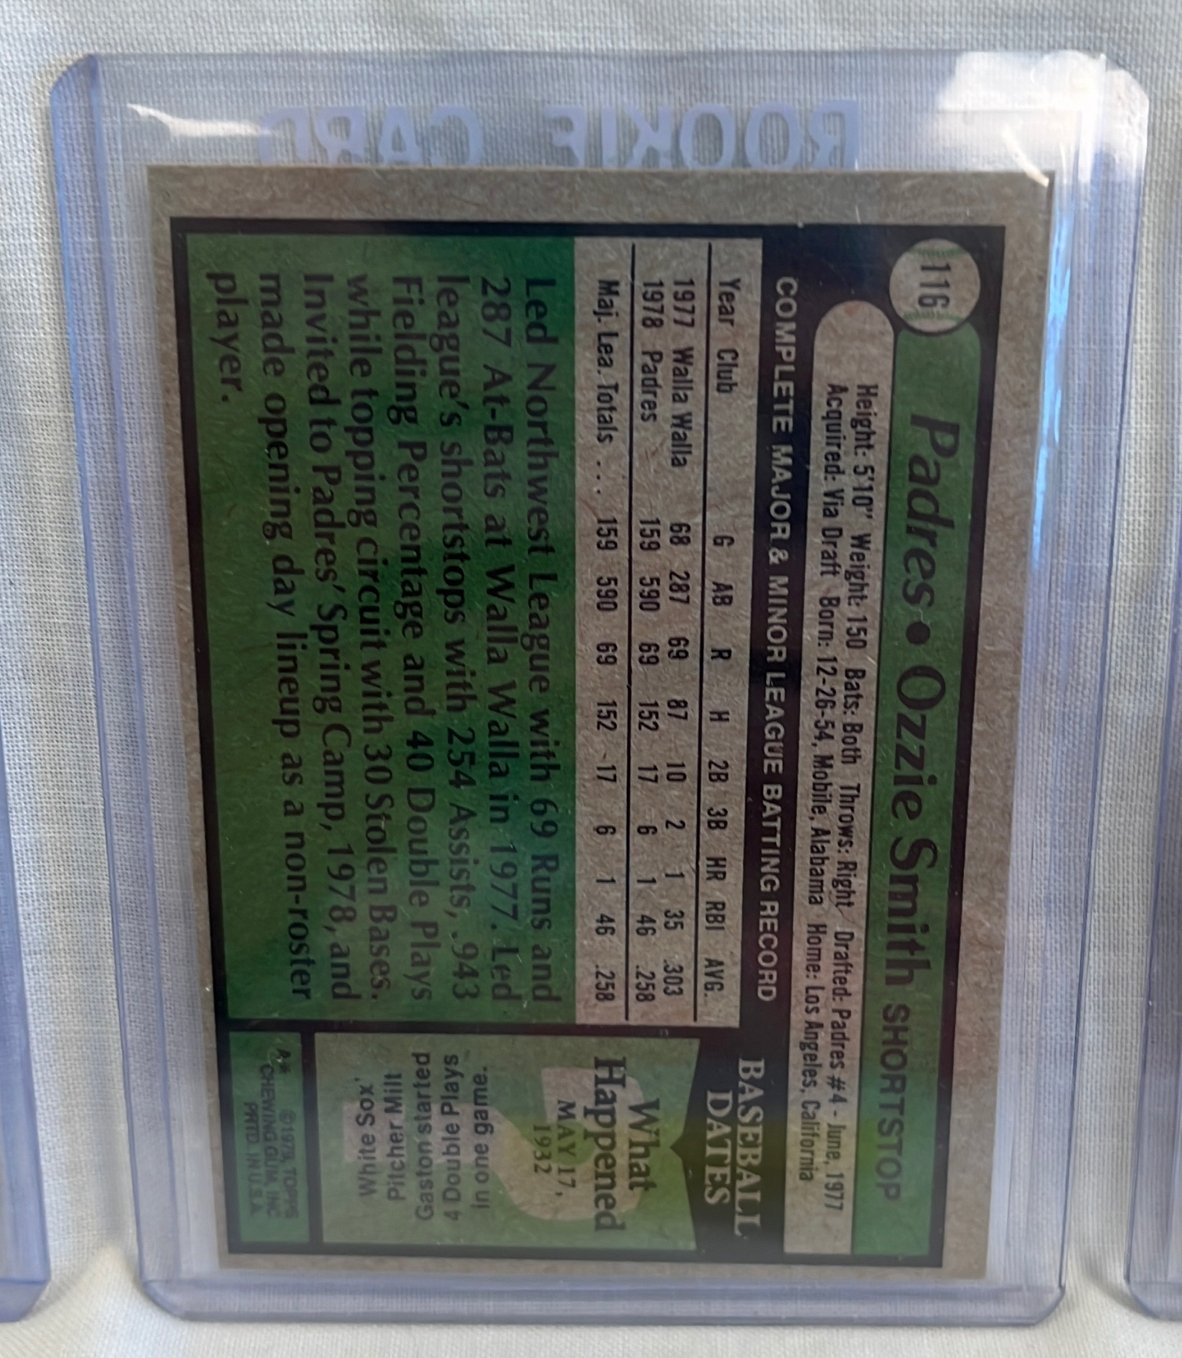 ROOKIE CARD
116
Padres • Ozzie Smith SHORTSTOP
Height: 5'10" Weight: 150 Bats: Both Throws: Right Drafted: Padres #4 - June, 1977
Acquired: Via Draft Born: 12-26-54, Mobile, Alabama Home: Los Angeles, California
COMPLETE MAJOR & MINOR LEAGUE BATTING RECORD
Year Club G AB R H 2B 3B HR RBI AVG.
1977 Walla Walla 68 287 69 87 10 2 1 35 .303
1978 Padres 159 590 69 152 17 6 1 46 .258
Maj. Lea. Totals ... 159 590 69 152 17 6 1 46 .258
Led Northwest League with 69 Runs and
287 At-Bats at Walla Walla in 1977. Led
league's shortstops with 254 Assists, .943
Fielding Percentage and 40 Double Plays
while topping circuit with 30 Stolen Bases.
Invited to Padres' Spring Camp, 1978, and
made opening day lineup as a non-roster
player.
BASEBALL
DATES
What
Happened
MAY 17,
1932
White Sox'
Pitcher Milt
Gaston started
4 Double Plays
in one game.
A* ©1979, TOPPS
CHEWING GUM, INC.
PRTD. IN U.S.A.